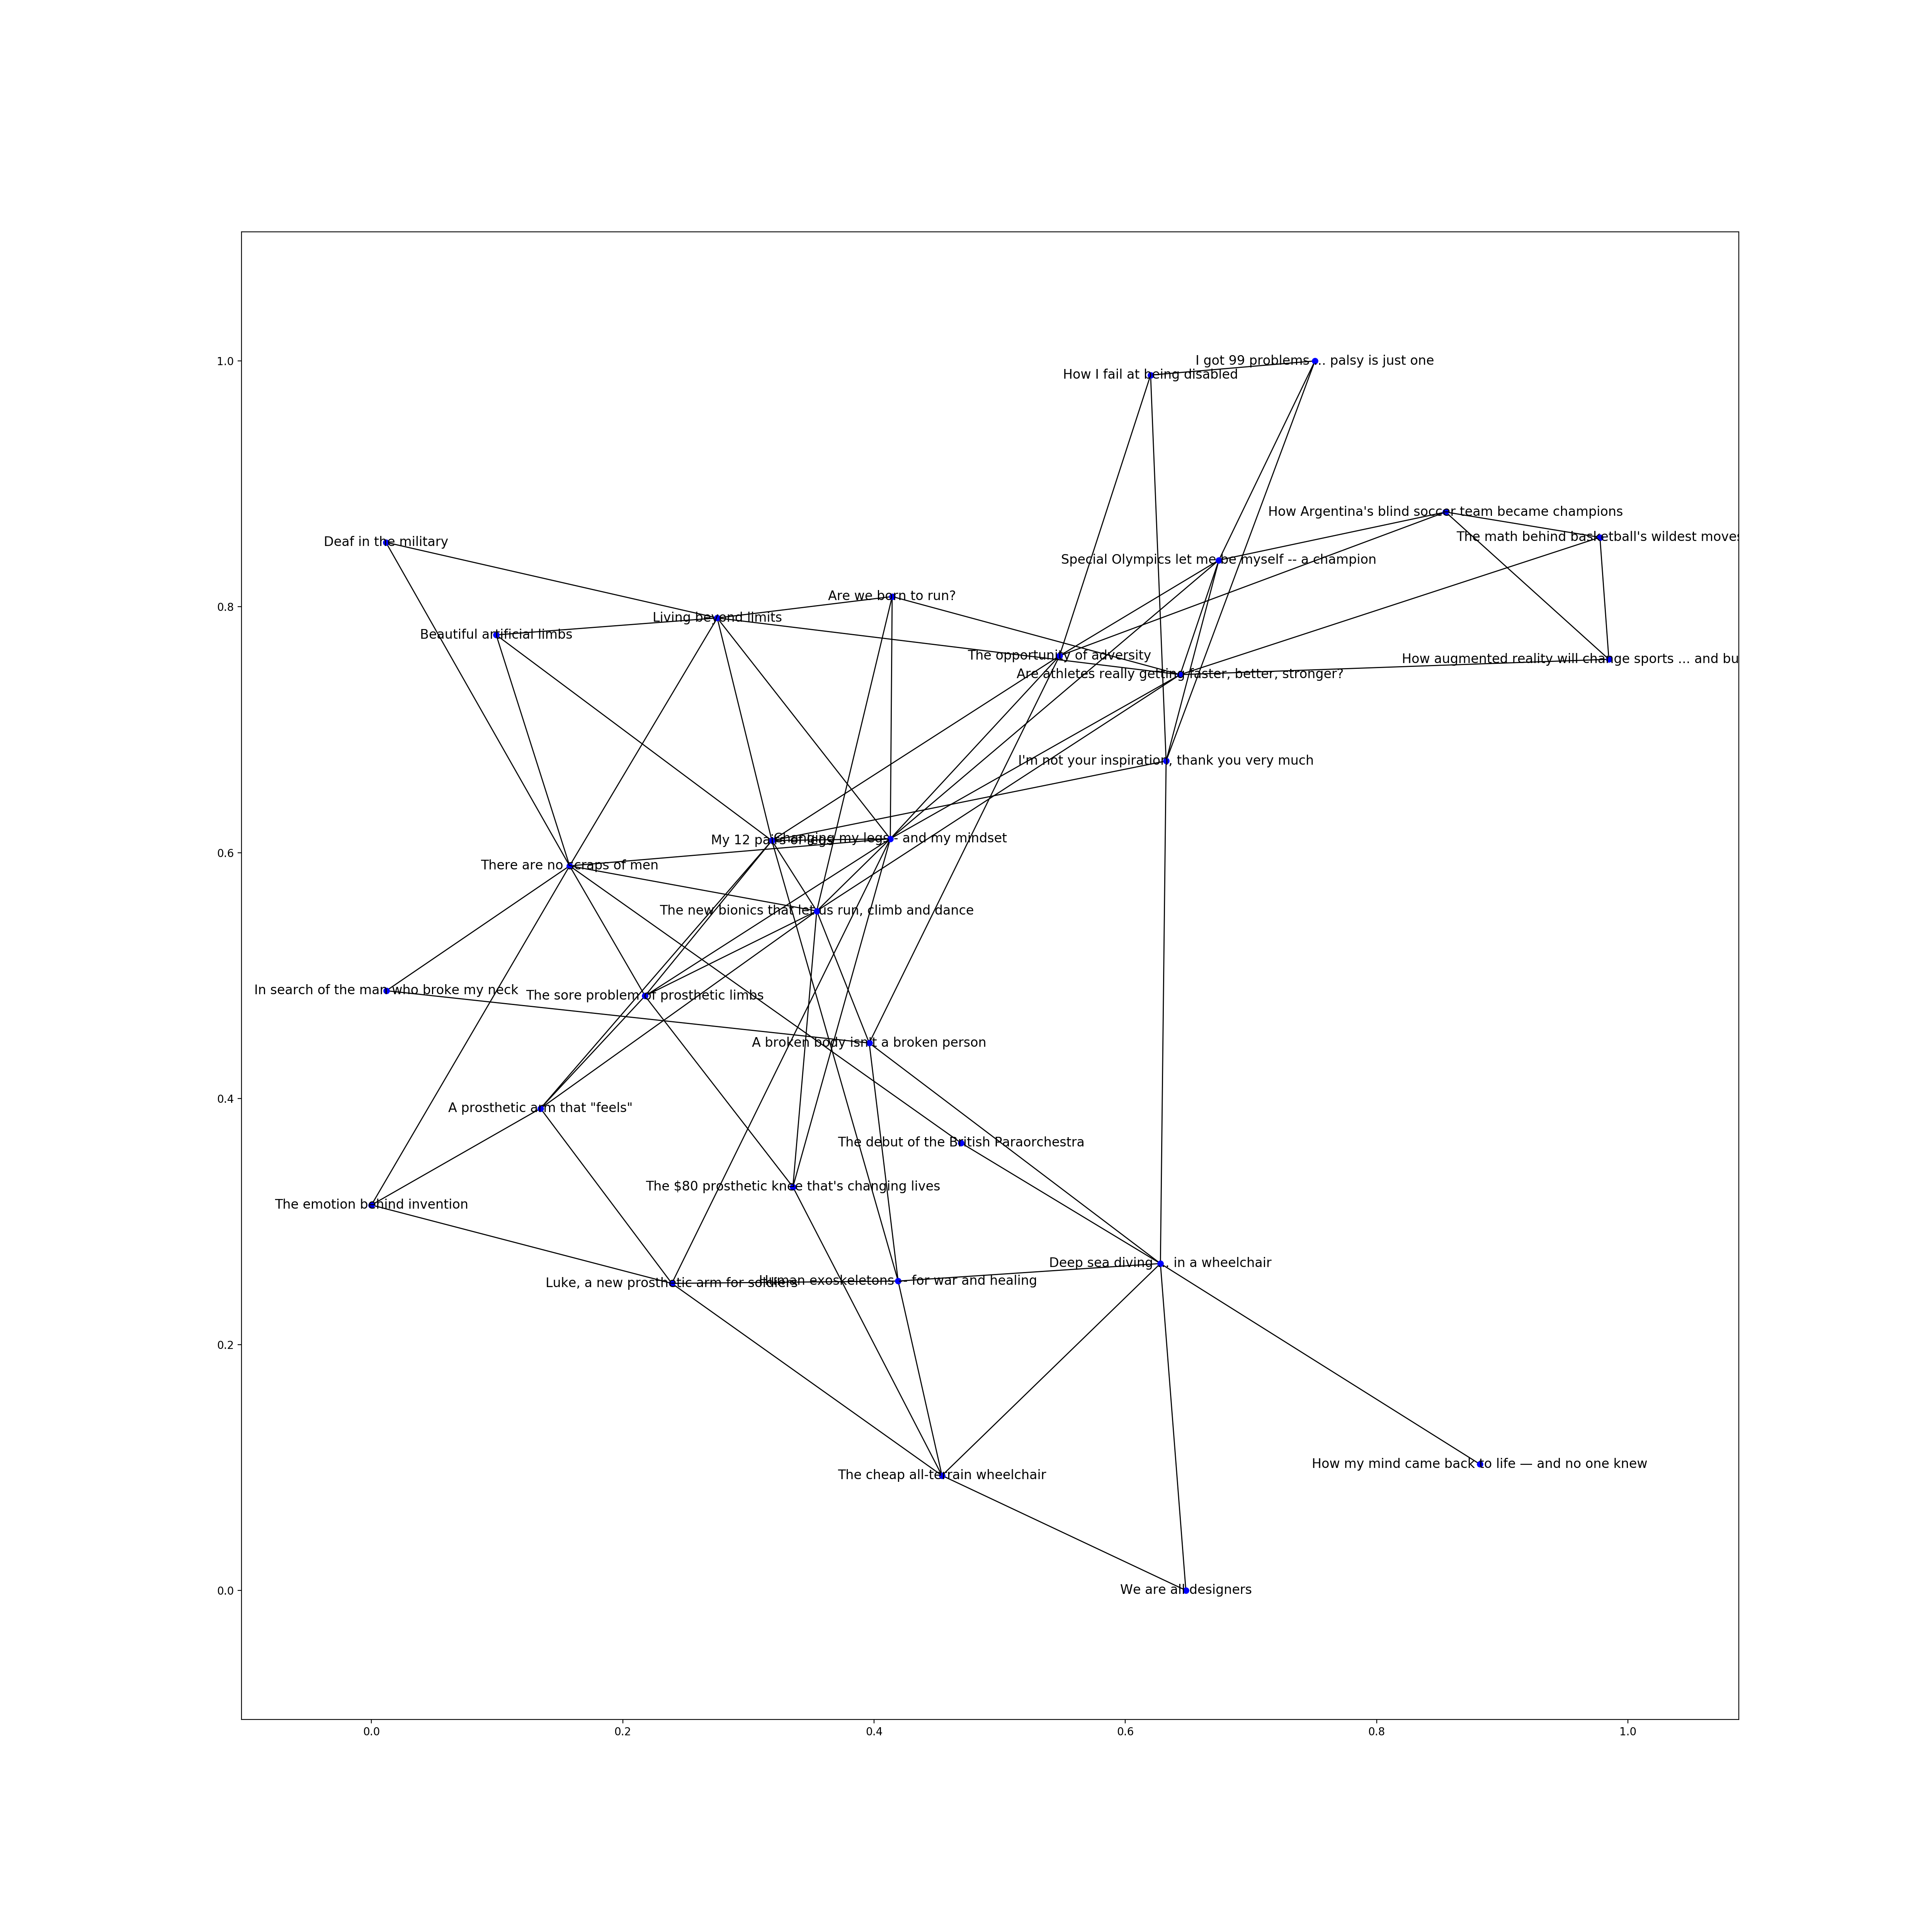 1.0
I got 99 problems ... palsy is just one
How I fail at being disabled
How Argentina's blind soccer team became champions
The math behind basketball's wildest moves
Deaf in the military
Special Olympics let me be myself -- a champion
0.8
Are we born to run?
Living beyond limits
Beautiful artificial limbs
The opportunity of adversity
How augmented reality will change sports ... and bu
Are athletes really getting faster, better, stronger?
I'm not your inspiration, thank you very much
My 12 pairs of legs
Changing my legs - and my mindset
0.6
There are no scraps of men
The new bionics that let us run, climb and dance
In search of the man who broke my neck
The sore problem of prosthetic limbs
A broken body isn't a broken person
0.4
A prosthetic arm that "feels"
The debut of the British Paraorchestra
The $80 prosthetic knee that's changing lives
The emotion behind invention
Deep sea diving ... in a wheelchair
Luke, a new prosthetic arm for soldiers
Human exoskeletons -- for war and healing
0.2
The cheap all-terrain wheelchair
How my mind came back to life — and no one knew
0.0
We are all designers
0.0 0.2 0.4 0.6 0.8 1.0